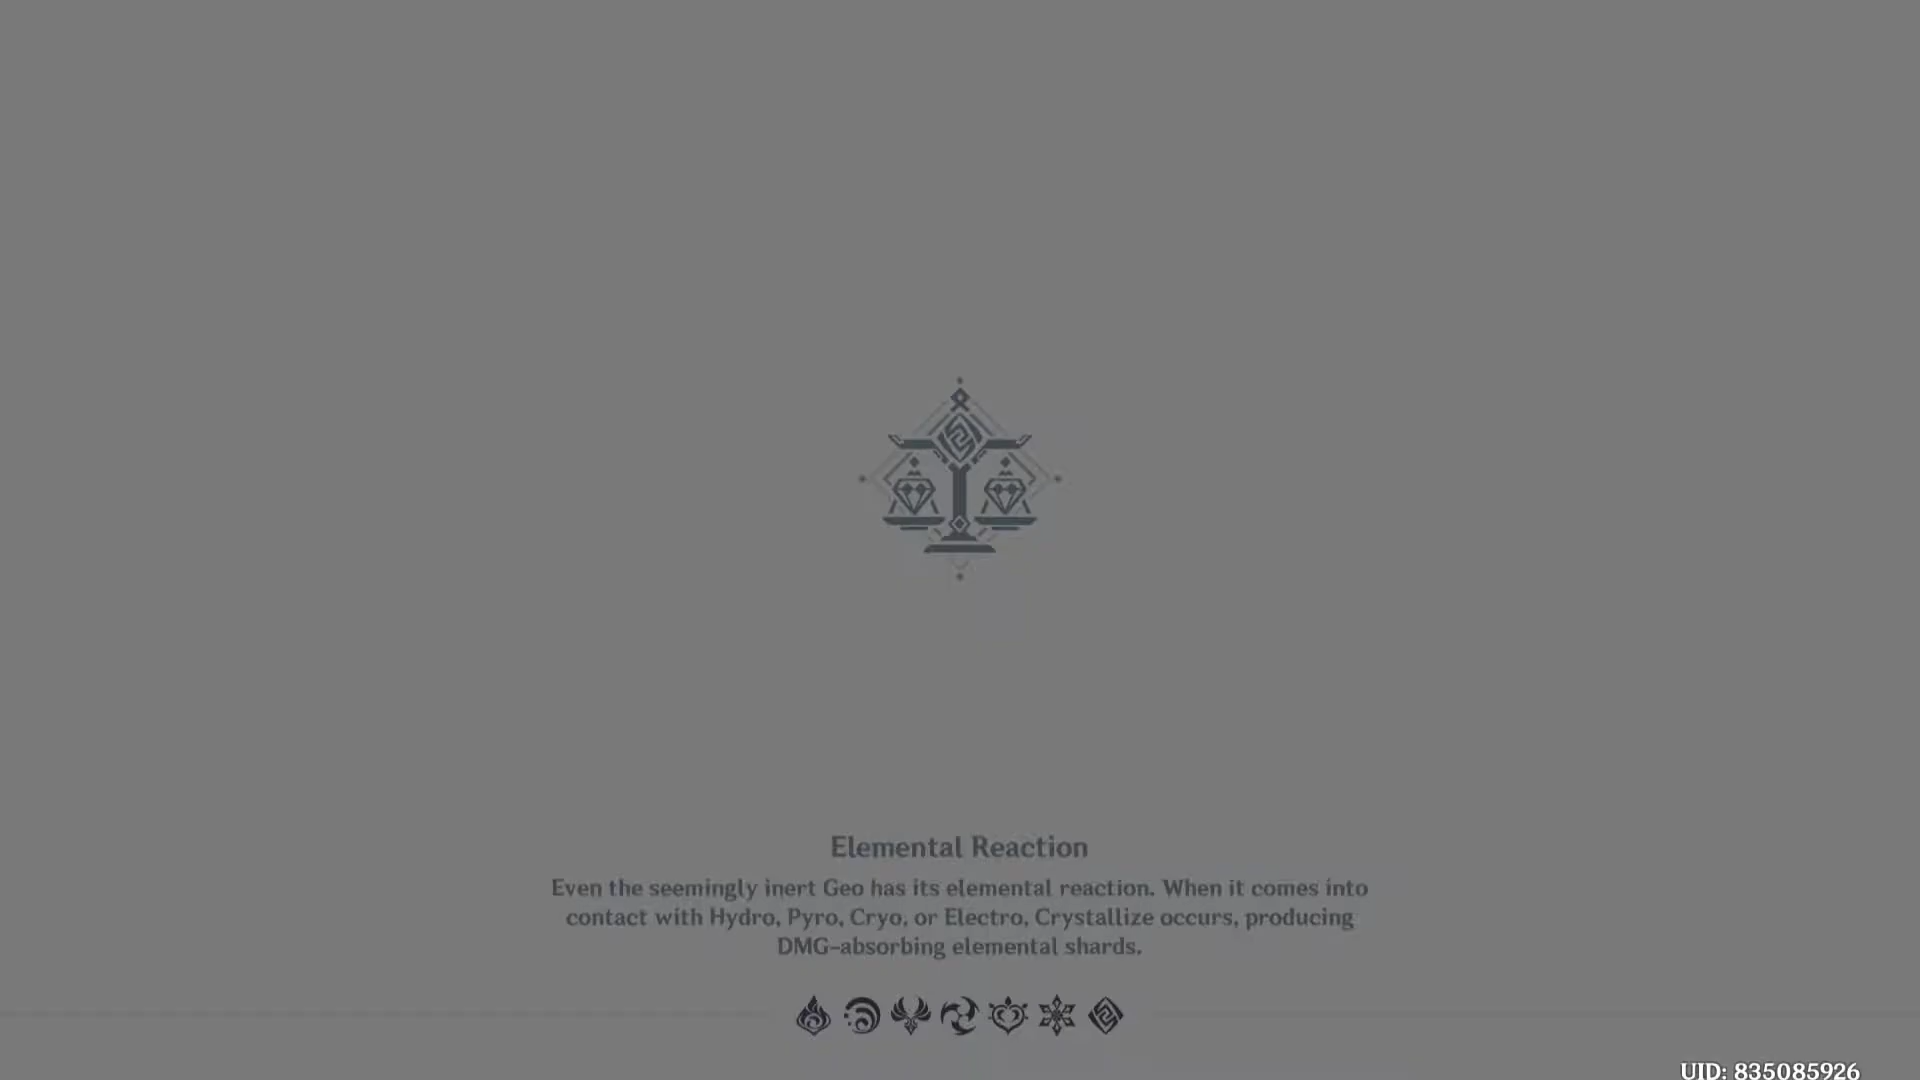 Elemental Reaction
Even the seemingly inert Geo has its elemental reaction. When it comes into
contact with Hydro, Pyro, Cryo, or Electro, Crystallize occurs, producing
DMG-absorbing elemental shards.
UID: 835085926